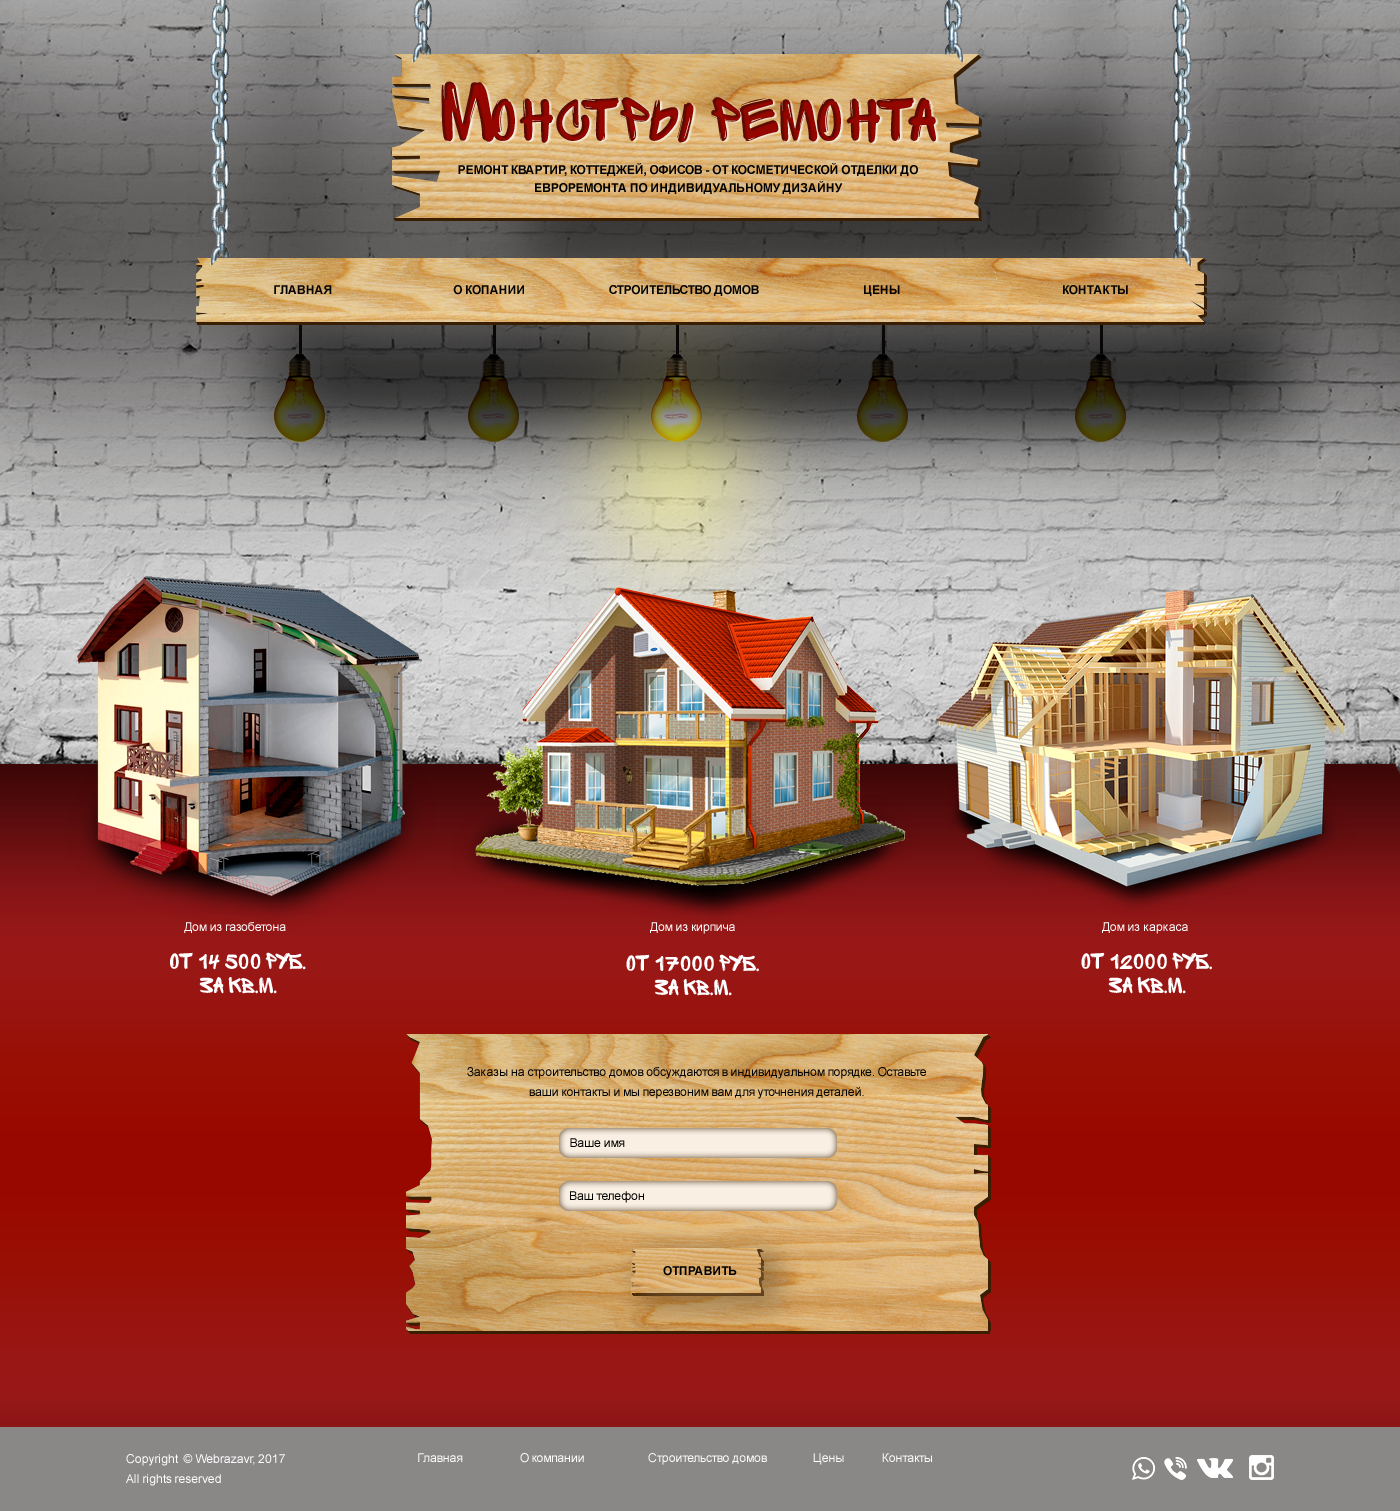 Монстры ремонта
РЕМОНТ КВАРТИР, КОТТЕДЖЕЙ, ОФИСОВ - ОТ КОСМЕТИЧЕСКОЙ ОТДЕЛКИ ДО
ЕВРОРЕМОНТА ПО ИНДИВИДУАЛЬНОМУ ДИЗАЙНУ
ГЛАВНАЯ
О КОПАНИИ
СТРОИТЕЛЬСТВО ДОМОВ
ЦЕНЫ
КОНТАКТЫ
Дом из газобетона
ОТ 14 500 РУБ.
ЗА КВ.М.
Дом из кирпича
ОТ 17000 РУБ.
ЗА КВ.М.
Дом из каркаса
ОТ 12000 РУБ.
ЗА КВ.М.
Заказы на строительство домов обсуждаются в индивидуальном порядке. Оставьте
ваши контакты и мы перезвоним вам для уточнения деталей.
Ваше имя
Ваш телефон
ОТПРАВИТЬ
Copyright © Webrazavr, 2017
All rights reserved
Главная
О компании
Строительство домов
Цены
Контакты